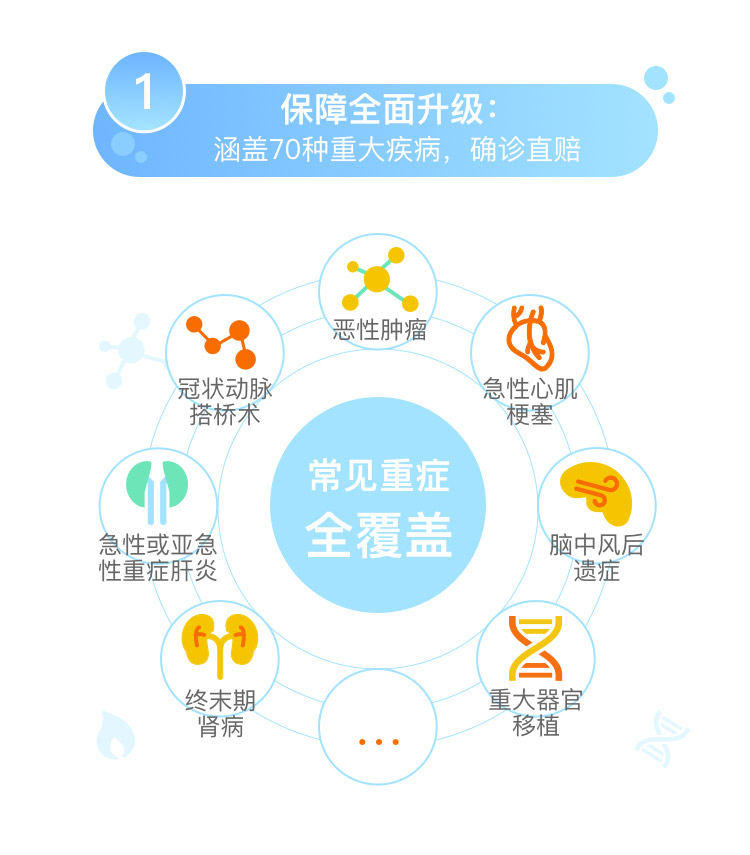 1
保障全面升级：
涵盖70种重大疾病，确诊直赔
恶性肿瘤
冠状动脉
搭桥术
急性心肌
梗塞
常见重症
全覆盖
急性或亚急
性重症肝炎
脑中风后
遗症
终末期
肾病
重大器官
移植
...